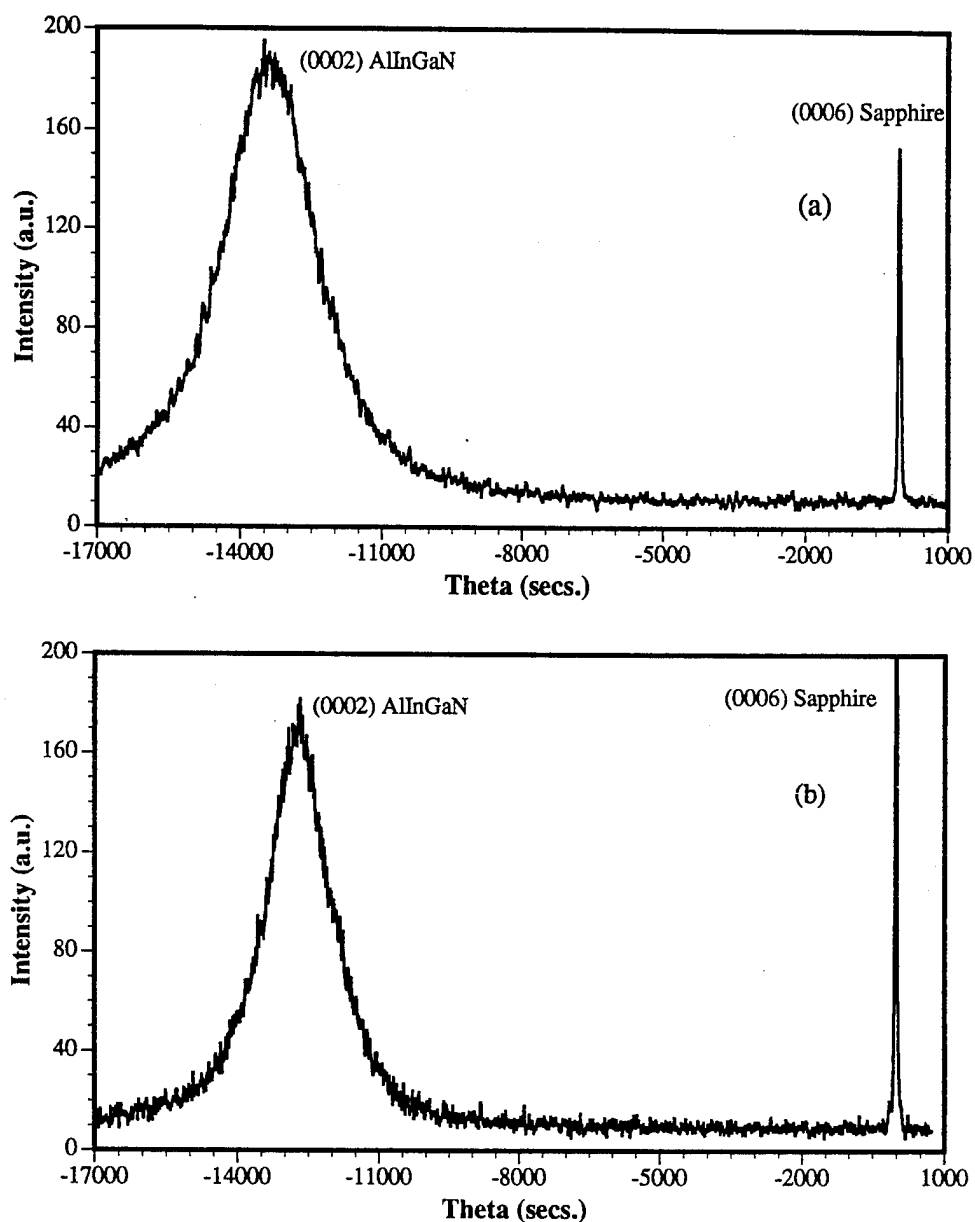 200
(0002) AlInGaN
160
(0006) Sapphire
(a)
120
Intensity (a.u.)
80
40
0
-17000 -14000 -11000 -8000 -5000 -2000 1000
Theta (secs.)
200
(0002) AlInGaN
(0006) Sapphire
160
(b)
120
Intensity (a.u.)
80
40
0
-17000 -14000 -11000 -8000 -5000 -2000 1000
Theta (secs.)